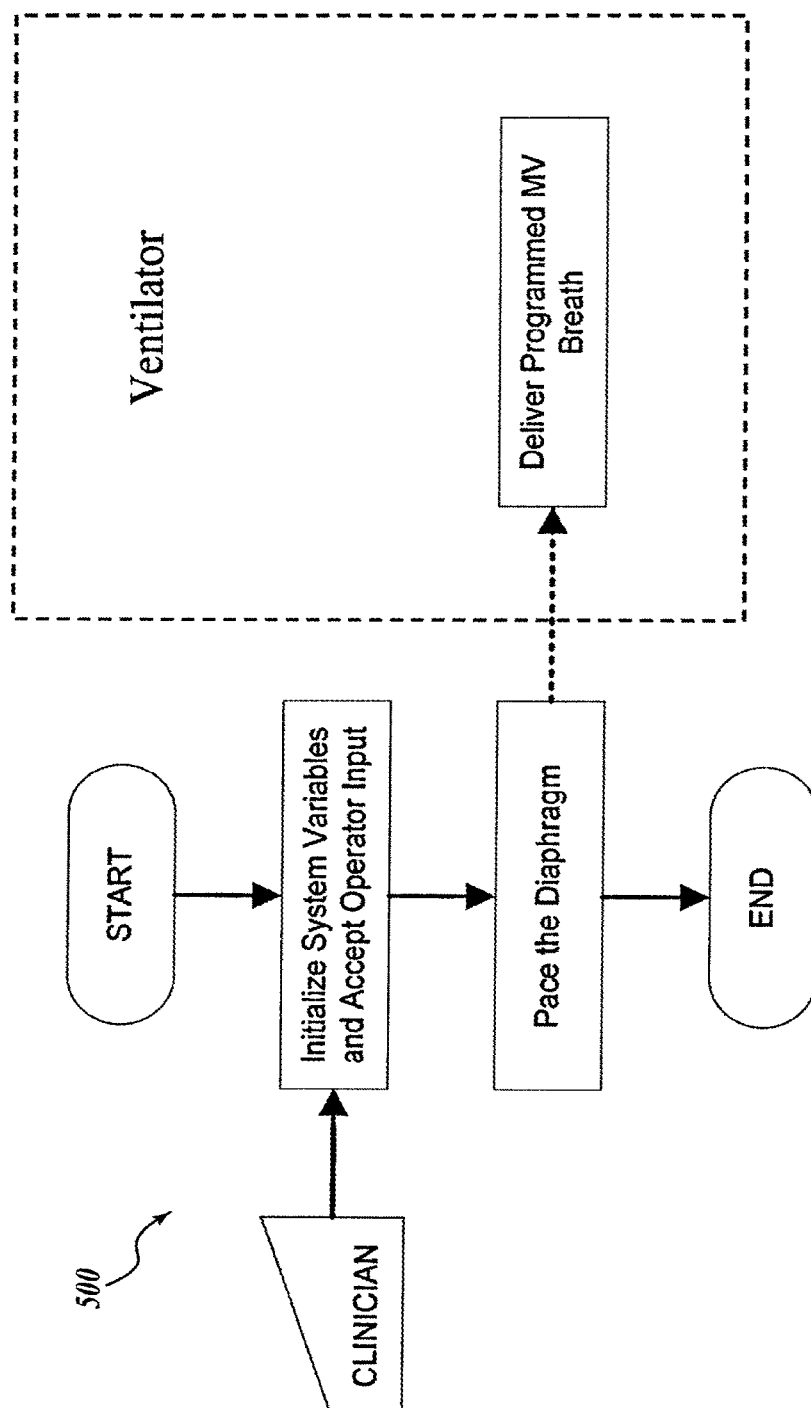 500
START
CLINICIAN
Initialize System Variables
and Accept Operator Input
Pace the Diaphragm
END
Ventilator
Deliver Programmed MV
Breath